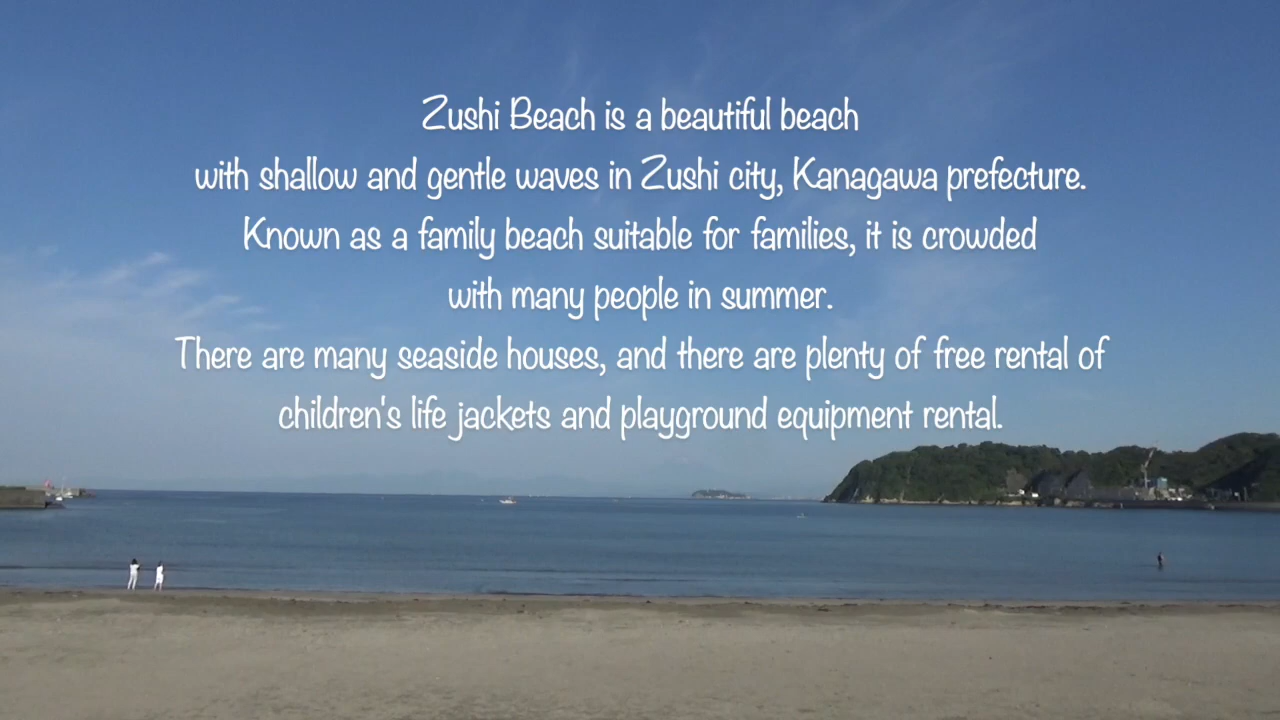 Zushi Beach is a beautiful beach
with shallow and gentle waves in Zushi city, Kanagawa prefecture.
Known as a family beach suitable for families, it is crowded
with many people in summer.
There are many seaside houses, and there are plenty of free rental of
children's life jackets and playground equipment rental.